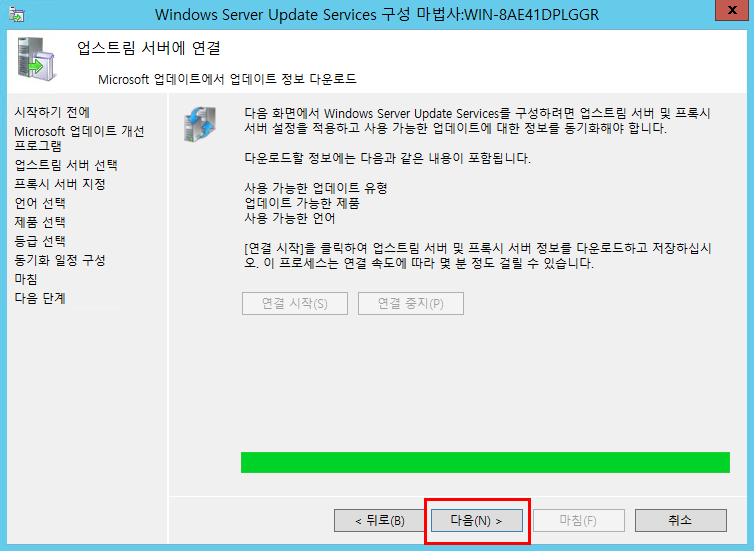 Windows Server Update Services 구성 마법사:WIN-8AE41DPLGGR
x
업스트림 서버에 연결
Microsoft 업데이트에서 업데이트 정보 다운로드
시작하기 전에
Microsoft 업데이트 개선
프로그램
업스트림 서버 선택
프록시 서버 지정
언어 선택
제품 선택
등급 선택
동기화 일정 구성
마침
다음 단계
다음 화면에서 Windows Server Update Services를 구성하려면 업스트림 서버 및 프록시
서버 설정을 적용하고 사용 가능한 업데이트에 대한 정보를 동기화해야 합니다.
다운로드할 정보에는 다음과 같은 내용이 포함됩니다.
사용 가능한 업데이트 유형
업데이트 가능한 제품
사용 가능한 언어
[연결 시작]을 클릭하여 업스트림 서버 및 프록시 서버 정보를 다운로드하고 저장하십시
오. 이 프로세스는 연결 속도에 따라 몇 분 정도 걸릴 수 있습니다.
연결 시작(S)
연결 중지(P)
< 뒤로(B)
다음(N) >
마침(F)
취소